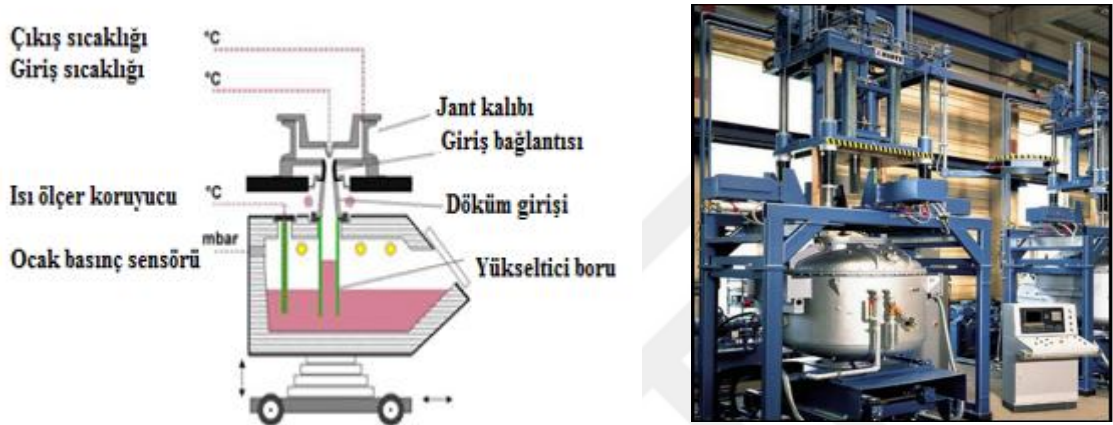 Çıkış sıcaklığı
°C
Giriş sıcaklığı
°C
Jant kalıbı
Giriş bağlantısı
Isı ölçer koruyucu
°C
Döküm girişi
mbar
Ocak basınç sensörü
Yükseltici boru